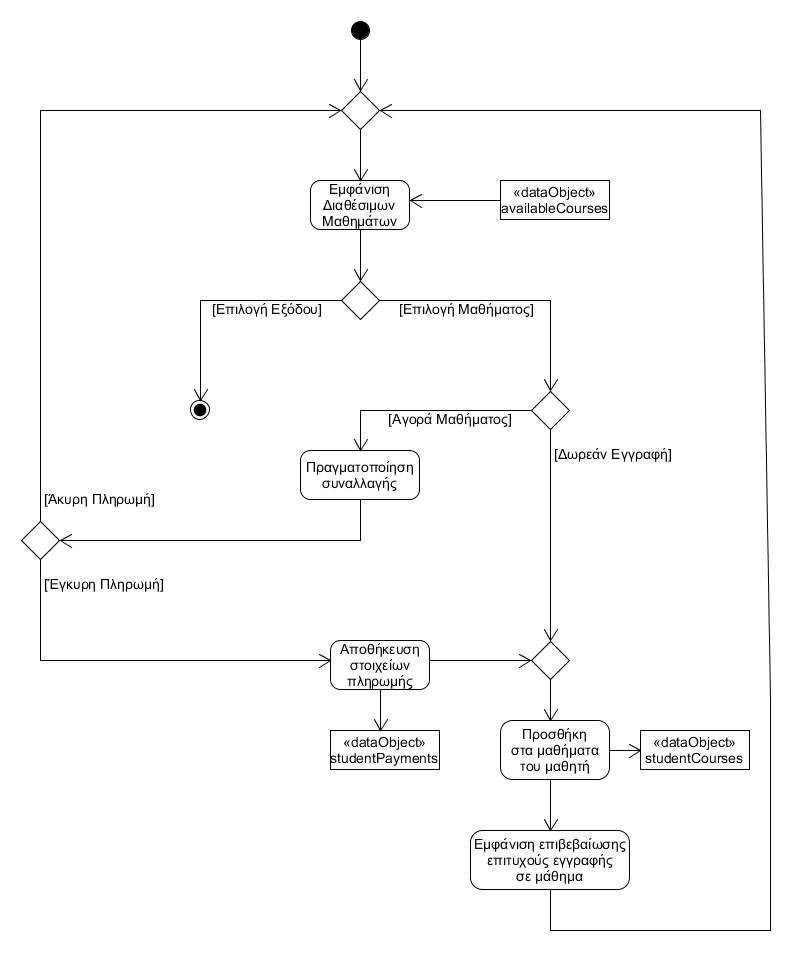 Εμφάνιση
Διαθέσιμων
Μαθημάτων
«dataObject»
availableCourses
[Επιλογή Εξόδου]
[Επιλογή Μαθήματος]
[Αγορά Μαθήματος]
[Δωρεάν Εγγραφή]
Πραγματοποίηση
συναλλαγής
[Άκυρη Πληρωμή]
[Έγκυρη Πληρωμή]
Αποθήκευση
στοιχείων
πληρωμής
«dataObject»
studentPayments
Προσθήκη
στα μαθήματα
του μαθητή
«dataObject»
studentCourses
Εμφάνιση επιβεβαίωσης
επιτυχούς εγγραφής
σε μάθημα